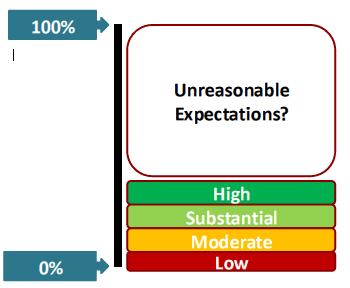 100%
Unreasonable
Expectations?
High
Substantial
Moderate
Low
0%